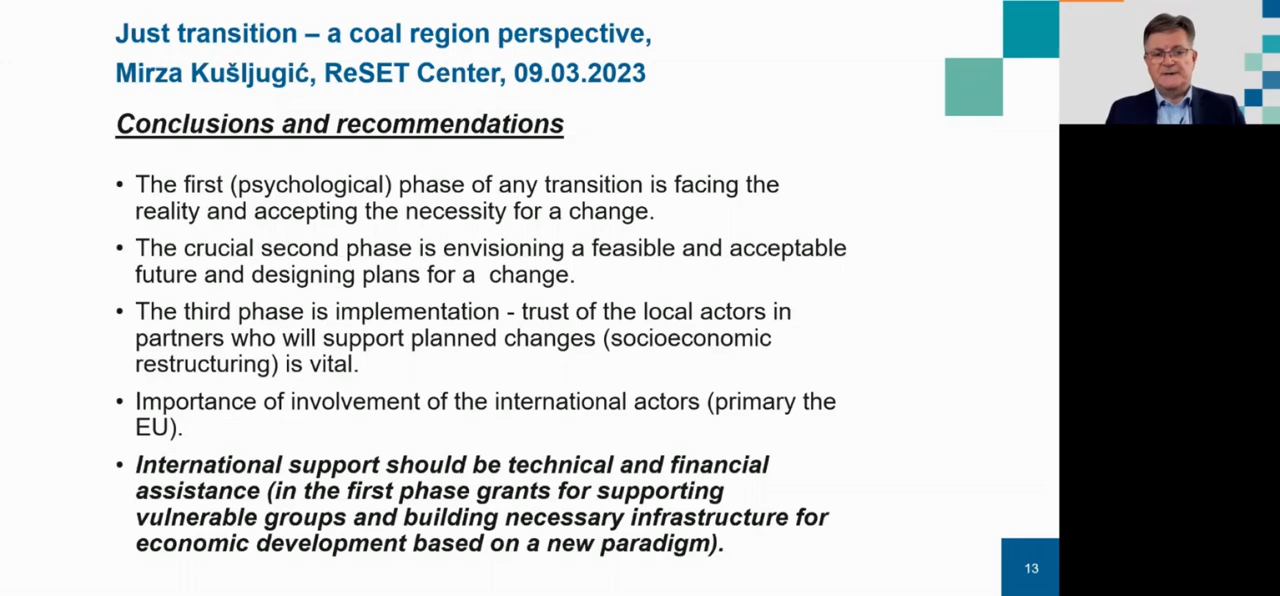 Just transition – a coal region perspective,
Mirza Kušljugić, ReSET Center, 09.03.2023
Conclusions and recommendations
• The first (psychological) phase of any transition is facing the
reality and accepting the necessity for a change.
• The crucial second phase is envisioning a feasible and acceptable
future and designing plans for a  change.
• The third phase is implementation - trust of the local actors in
partners who will support planned changes (socioeconomic
restructuring) is vital.
• Importance of involvement of the international actors (primary the
EU).
• International support should be technical and financial
assistance (in the first phase grants for supporting
vulnerable groups and building necessary infrastructure for
economic development based on a new paradigm).
13